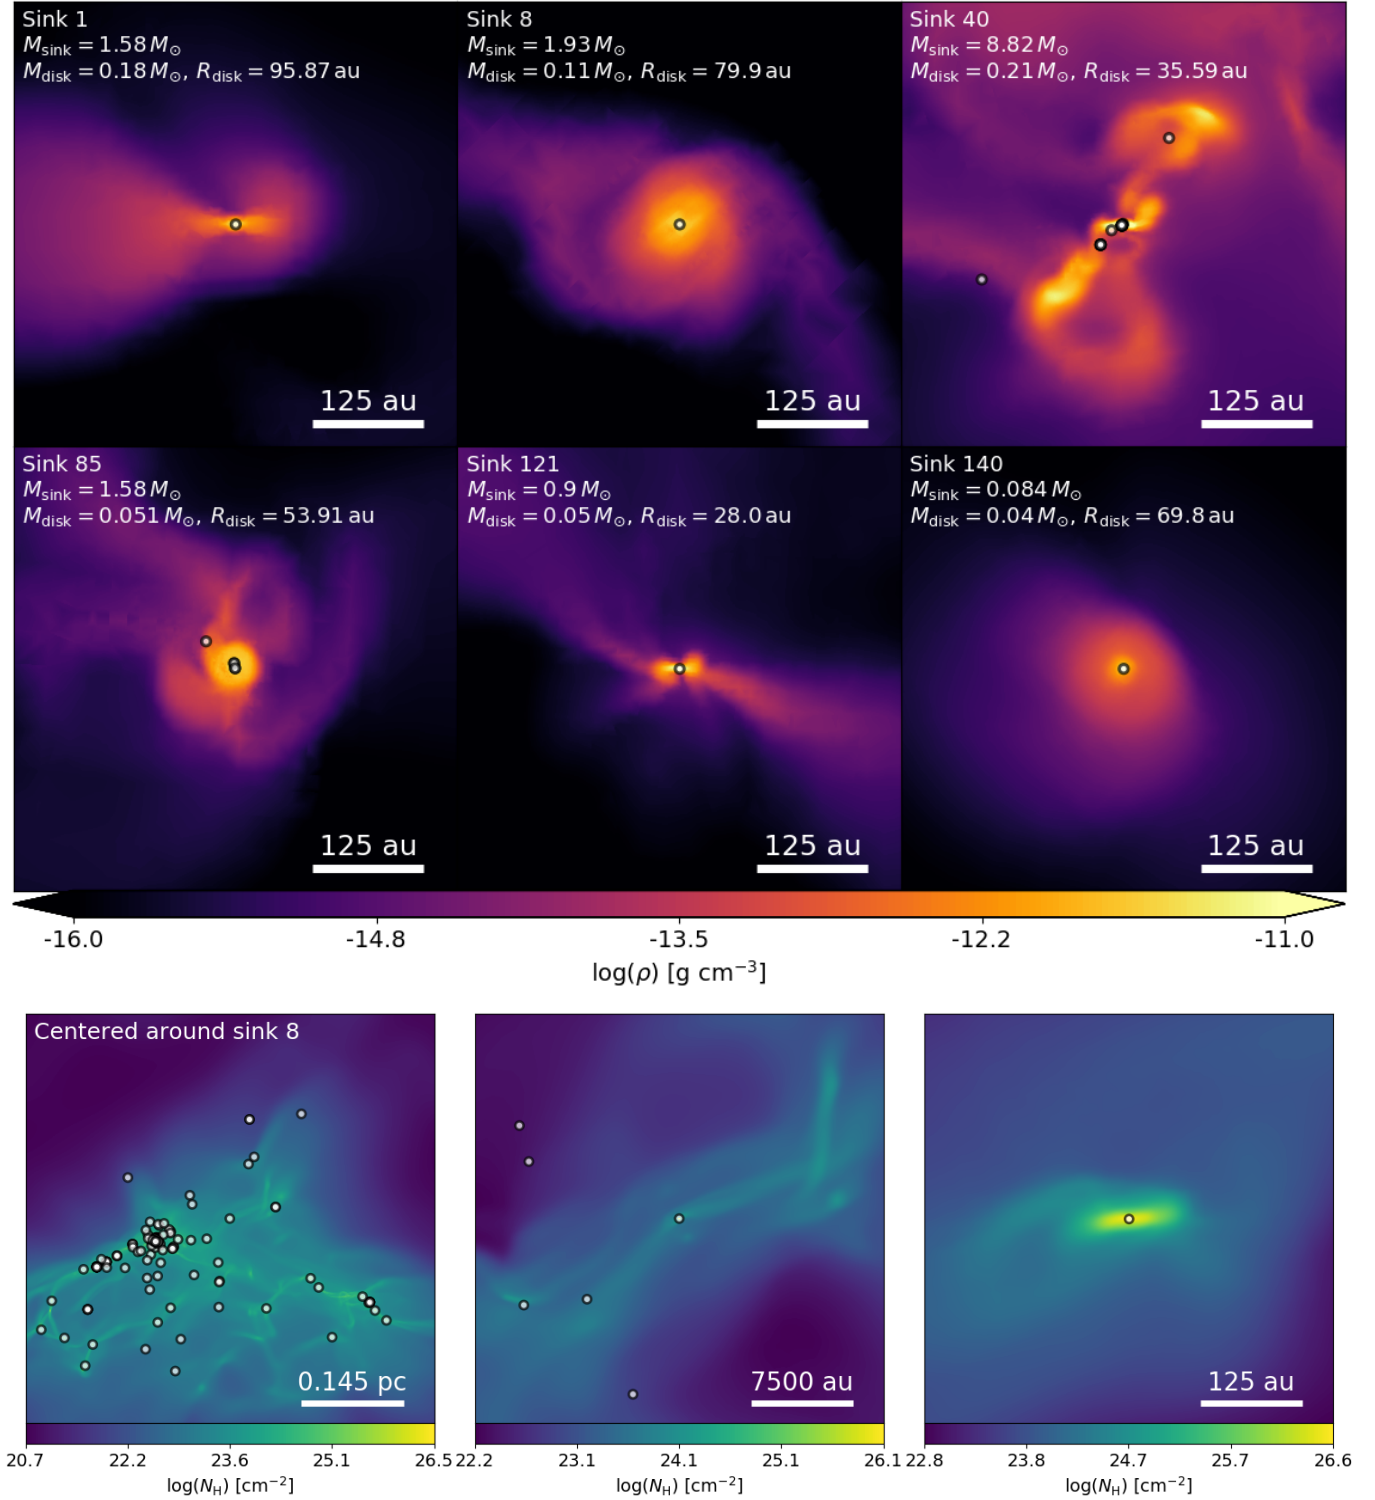 Sink 1
M_sink = 1.58 M_⊙
M_disk = 0.18 M_⊙, R_disk = 95.87 au
125 au
Sink 8
M_sink = 1.93 M_⊙
M_disk = 0.11 M_⊙, R_disk = 79.9 au
125 au
Sink 40
M_sink = 8.82 M_⊙
M_disk = 0.21 M_⊙, R_disk = 35.59 au
125 au
Sink 85
M_sink = 1.58 M_⊙
M_disk = 0.051 M_⊙, R_disk = 53.91 au
125 au
Sink 121
M_sink = 0.9 M_⊙
M_disk = 0.05 M_⊙, R_disk = 28.0 au
125 au
Sink 140
M_sink = 0.084 M_⊙
M_disk = 0.04 M_⊙, R_disk = 69.8 au
125 au
-16.0 -14.8 -13.5 -12.2 -11.0
log(ρ) [g cm⁻³]
Centered around sink 8
0.145 pc
20.7 22.2 23.6 25.1 26.5
log(N_H) [cm⁻²]
7500 au
22.2 23.1 24.1 25.1 26.1
log(N_H) [cm⁻²]
125 au
22.8 23.8 24.7 25.7 26.6
log(N_H) [cm⁻²]